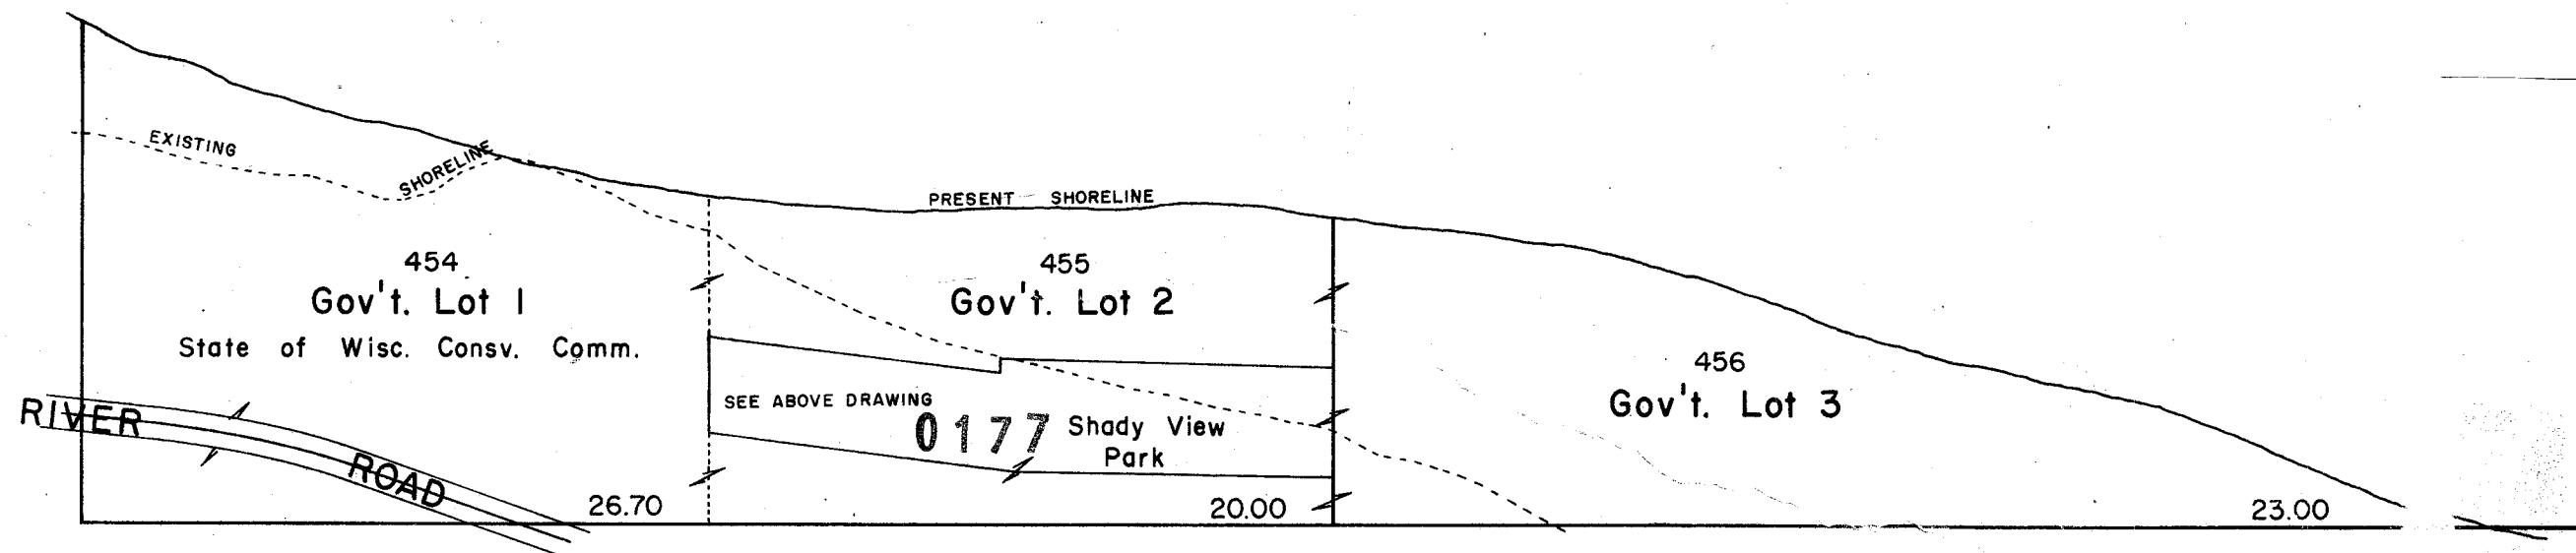 EXISTING SHORELINE
PRESENT SHORELINE
454
Gov't. Lot 1
State of Wisc. Consv. Comm.
455
Gov't. Lot 2
456
Gov't. Lot 3
SEE ABOVE DRAWING
0177
Shady View
Park
RIVER ROAD
26.70
20.00
23.00